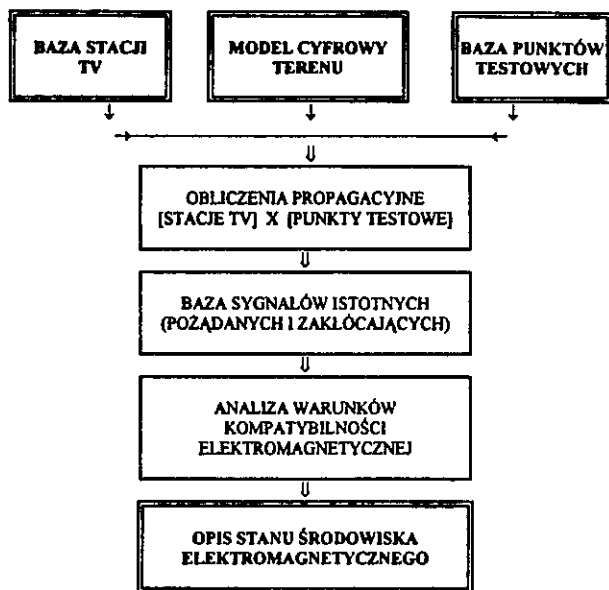 BAZA STACJI
TV
MODEL CYFROWY
TERENU
BAZA PUNKTÓW
TESTOWYCH
OBLICZENIA PROPAGACYJNE
[STACJE TV] X [PUNKTY TESTOWE]
BAZA SYGNAŁÓW ISTOTNYCH
(POŻĄDANYCH I ZAKŁÓCAJĄCYCH)
ANALIZA WARUNKÓW
KOMPATYBILNOŚCI
ELEKTROMAGNETYCZNEJ
OPIS STANU ŚRODOWISKA
ELEKTROMAGNETYCZNEGO